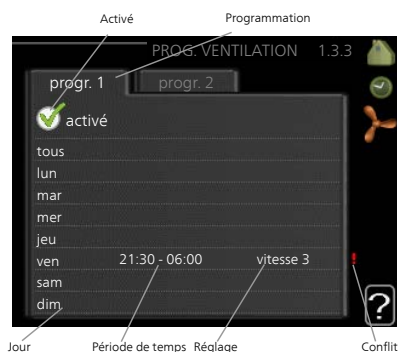 Activé Programmation
PROG. VENTILATION 1.3.3
progr. 1 progr. 2
activé
tous
lun
mar
mer
jeu
ven 21:30 - 06:00 vitesse 3 !
sam
dim
?
Jour Période de temps Réglage Conflit